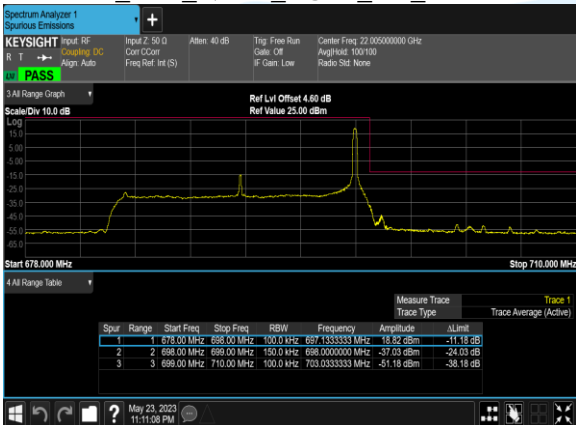 Spectrum Analyzer 1
Spurious Emissions
KEYSIGHT Input: RF Input Z: 50 Ω Atten: 40 dB Trig: Free Run Center Freq: 22.005000000 GHz
R T Coupling: DC Corr CCorr Gate: Off Avg|Hold: 100/100
Align: Auto Freq Ref: Int (S) IF Gain: Low Radio Std: None
PASS
3 All Range Graph
Ref Lvl Offset 4.60 dB
Scale/Div 10.0 dB Ref Value 25.00 dBm
Log
15.0
5.00
-5.00
-15.0
-25.0
-35.0
-45.0
-55.0
-65.0
Start 678.000 MHz Stop 710.000 MHz
4 All Range Table
Measure Trace Trace 1
Trace Type Trace Average (Active)
Spur Range Start Freq Stop Freq RBW Frequency Amplitude ΔLimit
1 1 678.00 MHz 698.00 MHz 100.0 kHz 697.1333333 MHz 18.82 dBm -11.18 dB
2 2 698.00 MHz 699.00 MHz 150.0 kHz 698.0000000 MHz -37.03 dBm -24.03 dB
3 3 699.00 MHz 710.00 MHz 100.0 kHz 703.0333333 MHz -51.18 dBm -38.18 dB
May 23, 2023
11:11:08 PM